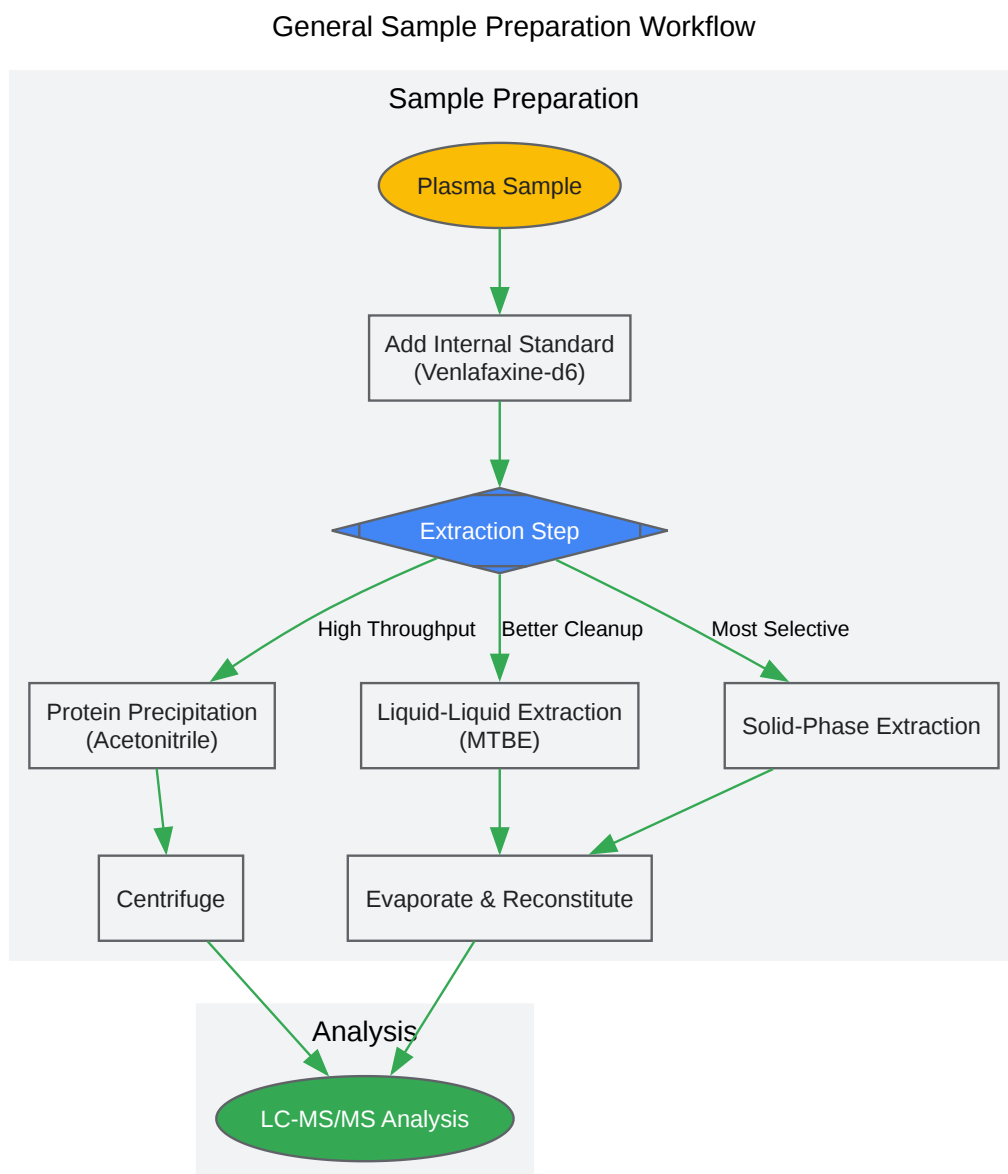 General Sample Preparation Workflow
Sample Preparation
Plasma Sample
Add Internal Standard
(Venlafaxine-d6)
Extraction Step
High Throughput
Better Cleanup
Most Selective
Protein Precipitation
(Acetonitrile)
Liquid-Liquid Extraction
(MTBE)
Solid-Phase Extraction
Centrifuge
Evaporate & Reconstitute
Analysis
LC-MS/MS Analysis